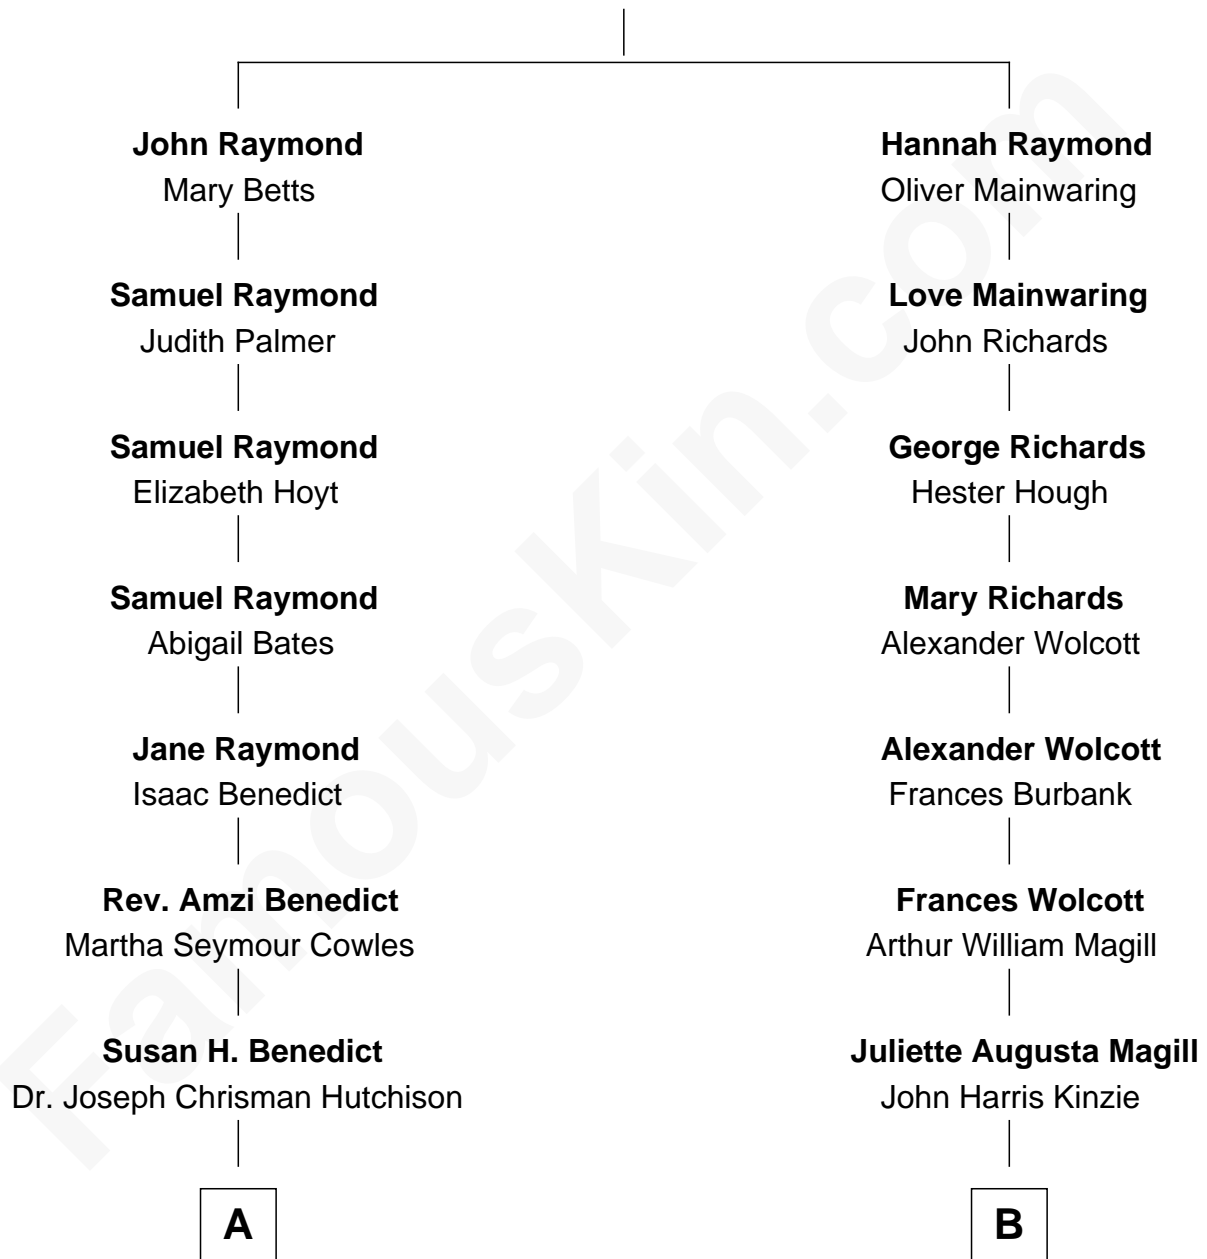 John Raymond
Mary Betts
Hannah Raymond
Oliver Mainwaring
Samuel Raymond
Judith Palmer
Love Mainwaring
John Richards
Samuel Raymond
Elizabeth Hoyt
George Richards
Hester Hough
Samuel Raymond
Abigail Bates
Mary Richards
Alexander Wolcott
Jane Raymond
Isaac Benedict
Alexander Wolcott
Frances Burbank
Rev. Amzi Benedict
Martha Seymour Cowles
Frances Wolcott
Arthur William Magill
Susan H. Benedict
Dr. Joseph Chrisman Hutchison
Juliette Augusta Magill
John Harris Kinzie
A
B
FamousKin.com